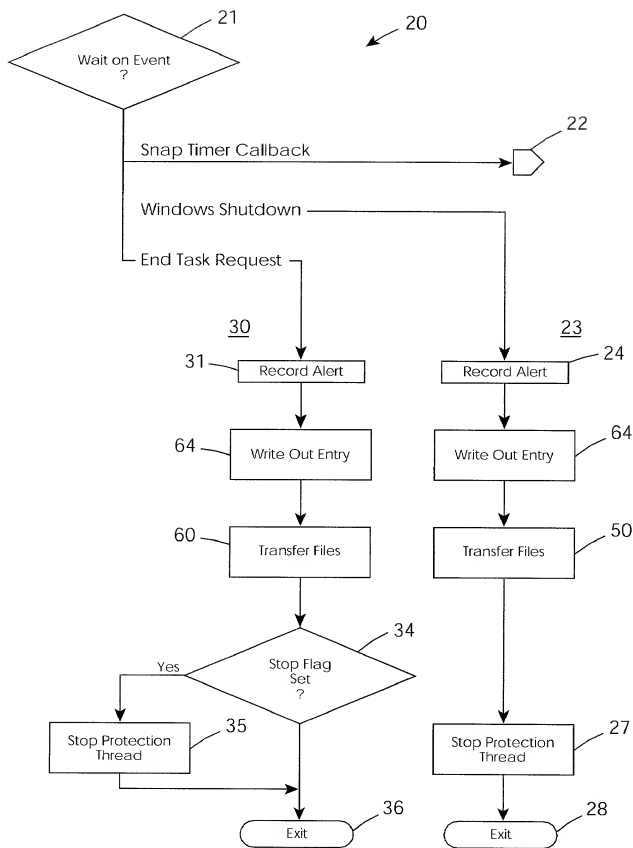 21
20
Wait on Event
?
22
Snap Timer Callback
Windows Shutdown
End Task Request
30
23
31
Record Alert
Record Alert
24
64
Write Out Entry
Write Out Entry
64
60
Transfer Files
Transfer Files
50
34
Yes
Stop Flag
Set
?
35
Stop Protection
Thread
Stop Protection
Thread
27
Exit
36
Exit
28